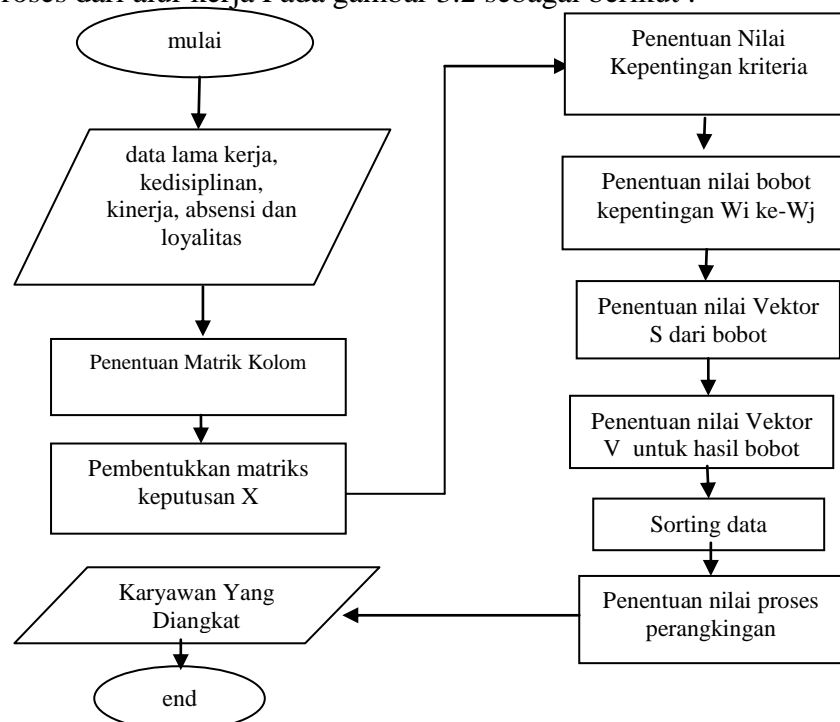 roses dari alur kerja Pada gambar 3.2 sebagai berikut :
mulai
data lama kerja,
kedisiplinan,
kinerja, absensi dan
loyalitas
Penentuan Matrik Kolom
Pembentukkan matriks
keputusan X
Penentuan Nilai
Kepentingan kriteria
Penentuan nilai bobot
kepentingan Wi ke-Wj
Penentuan nilai Vektor
S dari bobot
Penentuan nilai Vektor
V untuk hasil bobot
Sorting data
Penentuan nilai proses
perangkingan
Karyawan Yang
Diangkat
end